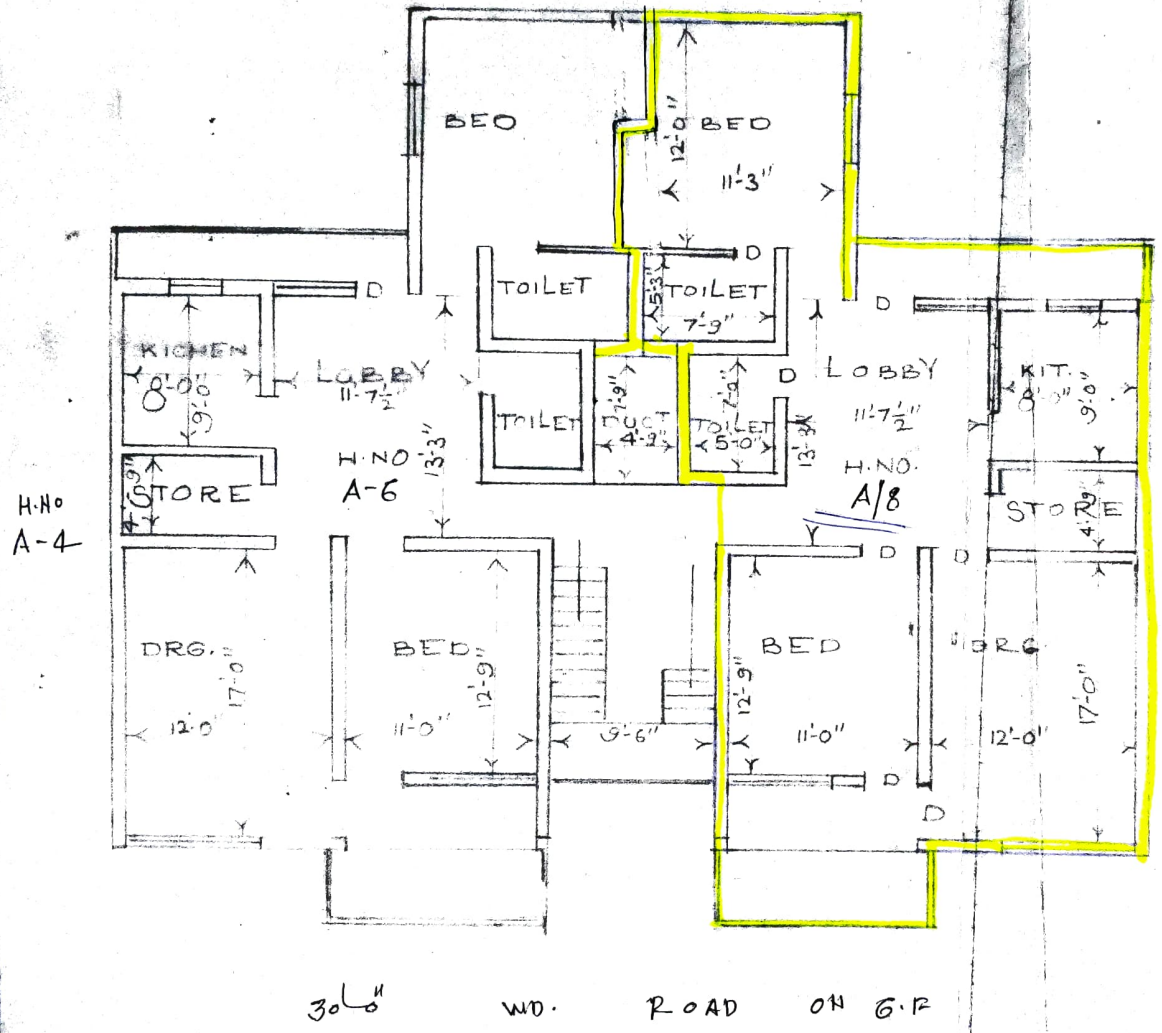 BED
BED
12'-0"
11'-3"
D
TOILET
5'-3"
TOILET
7'-9"
D
D
KICHEN
8'-0"
9'-0"
LOBBY
11'-7½"
13'-3"
TOILET
DUCT
7'-9"
4'-9"
TOILET
5'-0"
D
LOBBY
11'-7½"
13'-3"
KIT.
8'-0"
9'-0"
H.NO
A-6
H.NO.
A/8
STORE
STORE
4'-9"
H.NO
A-4
D
D
DRG.
17'-0"
12'-0"
BED
12'-9"
11'-0"
9'-6"
BED
12'-9"
11'-0"
DRG.
17'-0"
12'-0"
D
D
30'-0" WD. ROAD ON G.F